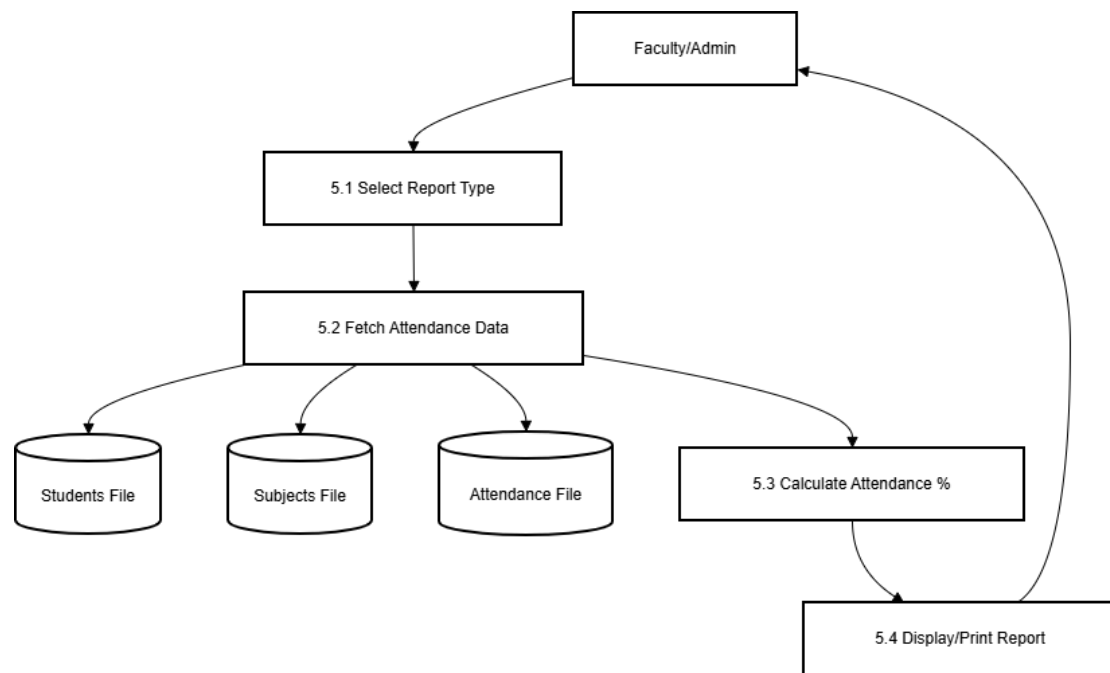 Faculty/Admin
5.1 Select Report Type
5.2 Fetch Attendance Data
Students File
Subjects File
Attendance File
5.3 Calculate Attendance %
5.4 Display/Print Report